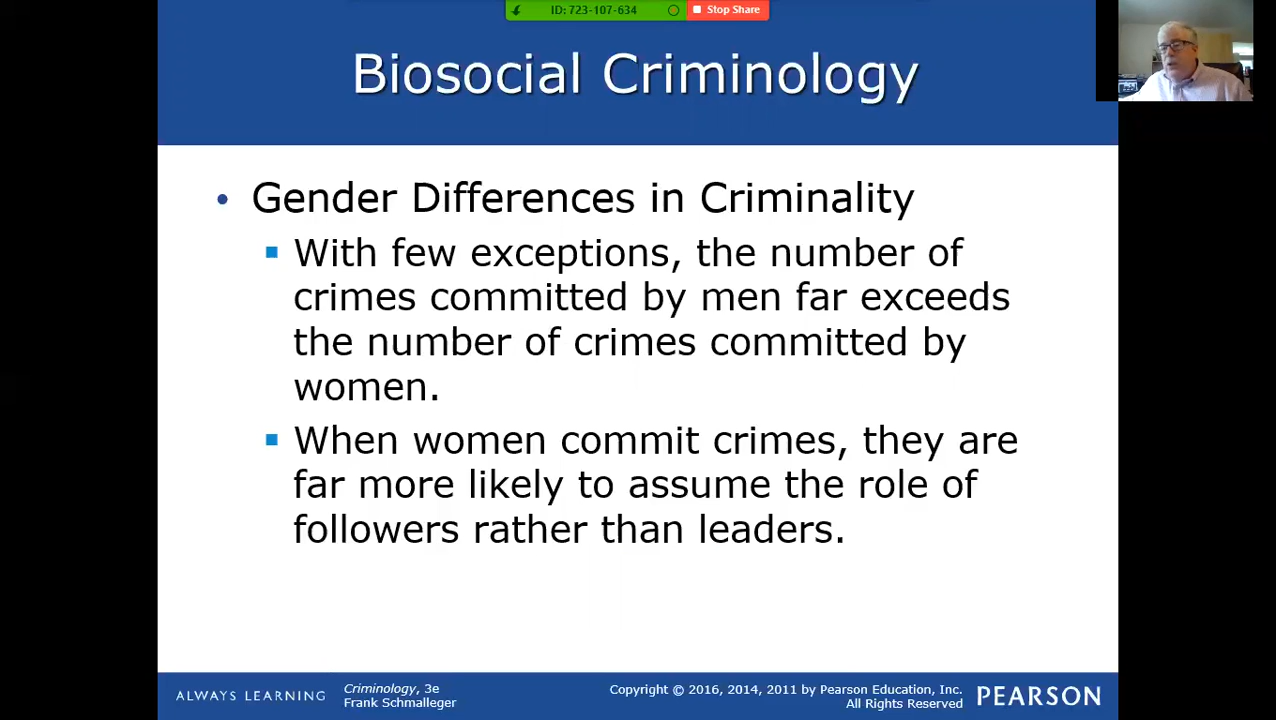 ID: 723-107-634
Stop Share
Biosocial Criminology
• Gender Differences in Criminality
▪ With few exceptions, the number of
crimes committed by men far exceeds
the number of crimes committed by
women.
▪ When women commit crimes, they are
far more likely to assume the role of
followers rather than leaders.
ALWAYS LEARNING
Criminology, 3e
Frank Schmalleger
Copyright © 2016, 2014, 2011 by Pearson Education, Inc.
All Rights Reserved
PEARSON